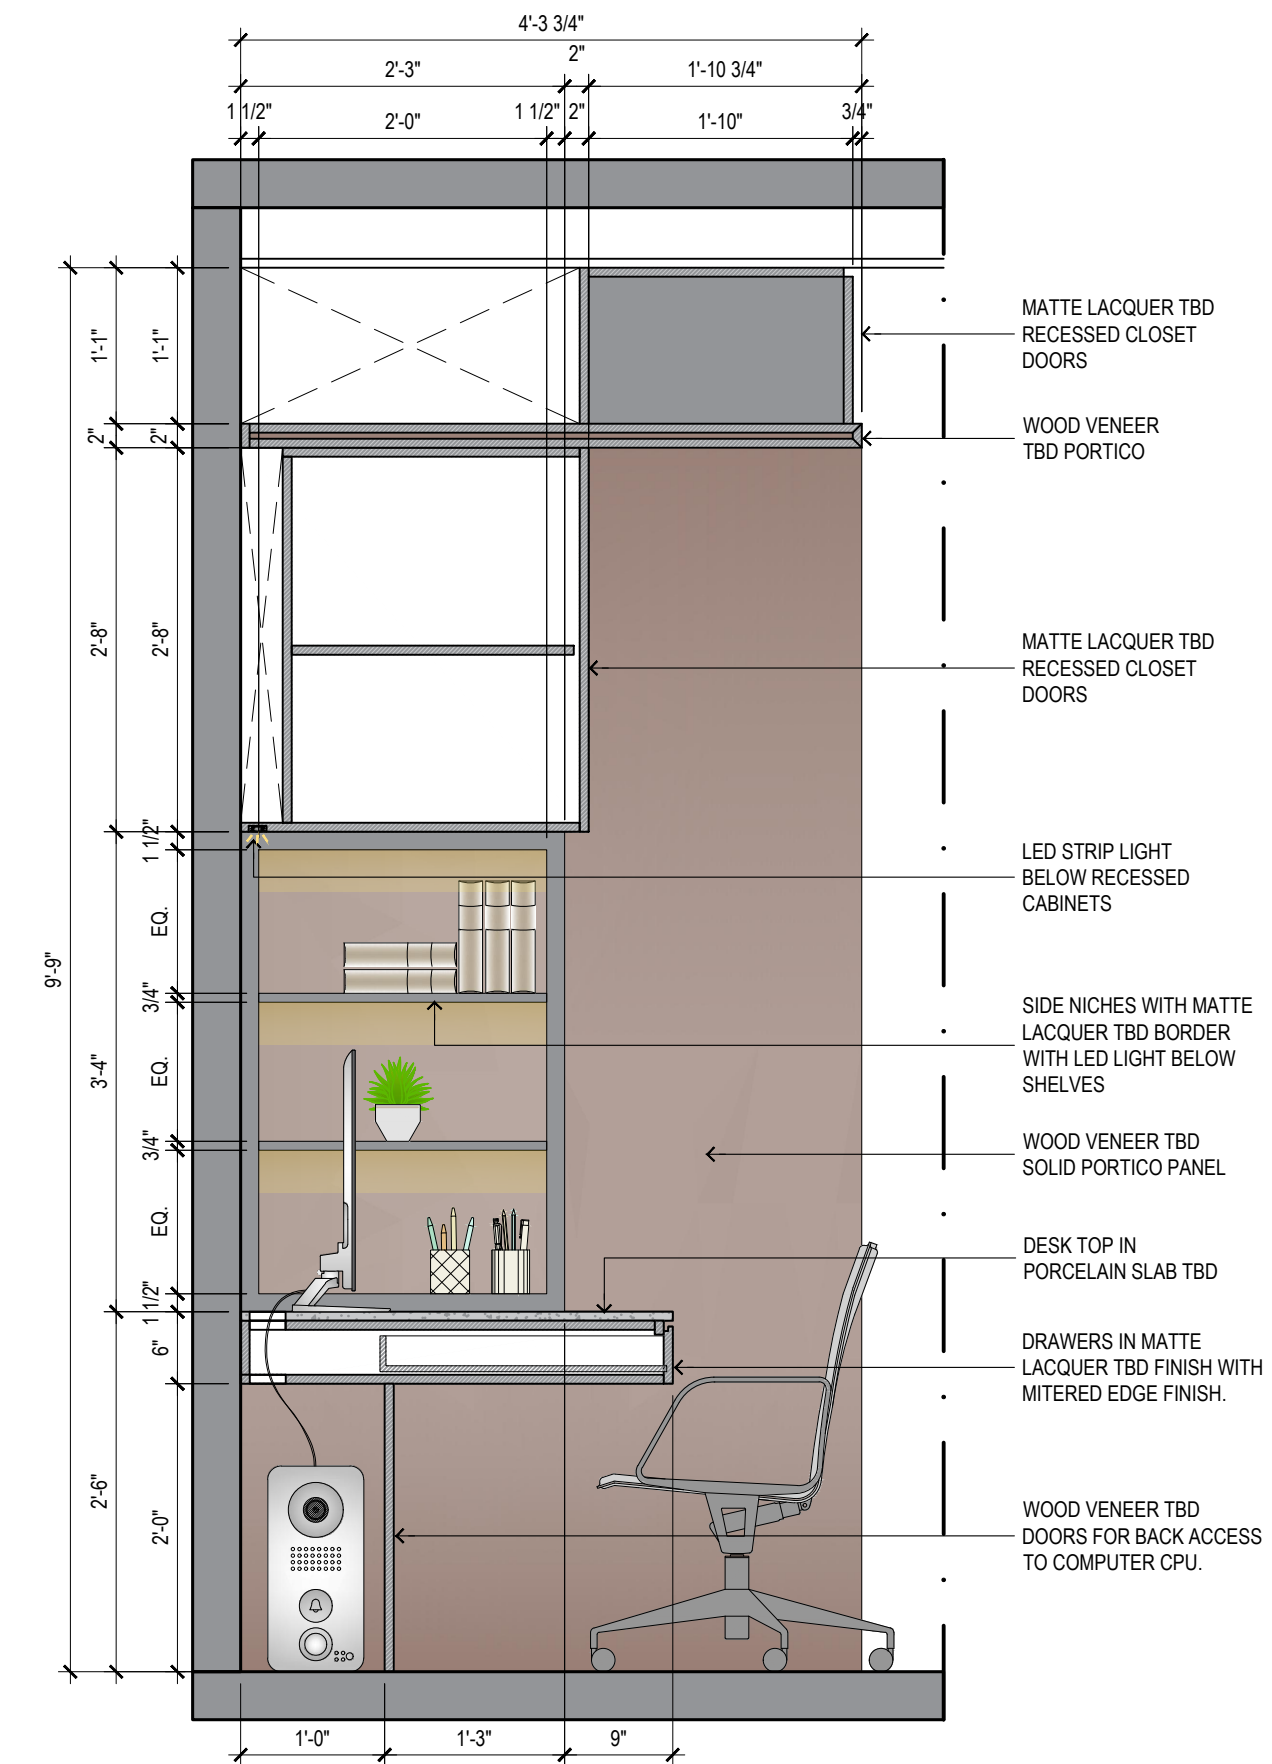 4'-3 3/4"
2"
2'-3"
1'-10 3/4"
1 1/2"
2'-0"
1 1/2"
2"
1'-10"
3/4"
1'-1"
1'-1"
2"
2"
2'-8"
2'-8"
1 1/2"
EQ.
3/4"
9'-9"
3'-4"
EQ.
3/4"
EQ.
1 1/2"
6"
2'-6"
2'-0"
1'-0"
1'-3"
9"
MATTE LACQUER TBD
RECESSED CLOSET
DOORS
WOOD VENEER
TBD PORTICO
MATTE LACQUER TBD
RECESSED CLOSET
DOORS
LED STRIP LIGHT
BELOW RECESSED
CABINETS
SIDE NICHES WITH MATTE
LACQUER TBD BORDER
WITH LED LIGHT BELOW
SHELVES
WOOD VENEER TBD
SOLID PORTICO PANEL
DESK TOP IN
PORCELAIN SLAB TBD
DRAWERS IN MATTE
LACQUER TBD FINISH WITH
MITERED EDGE FINISH.
WOOD VENEER TBD
DOORS FOR BACK ACCESS
TO COMPUTER CPU.